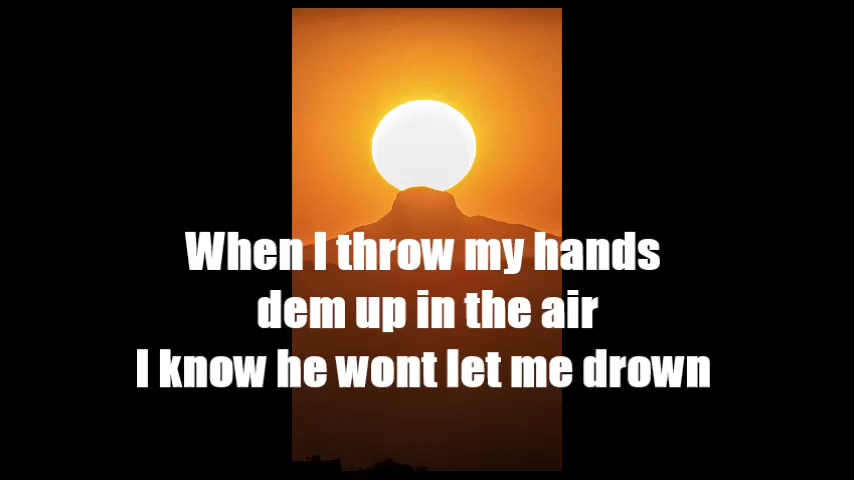 When I throw my hands
dem up in the air
I know he wont let me drown